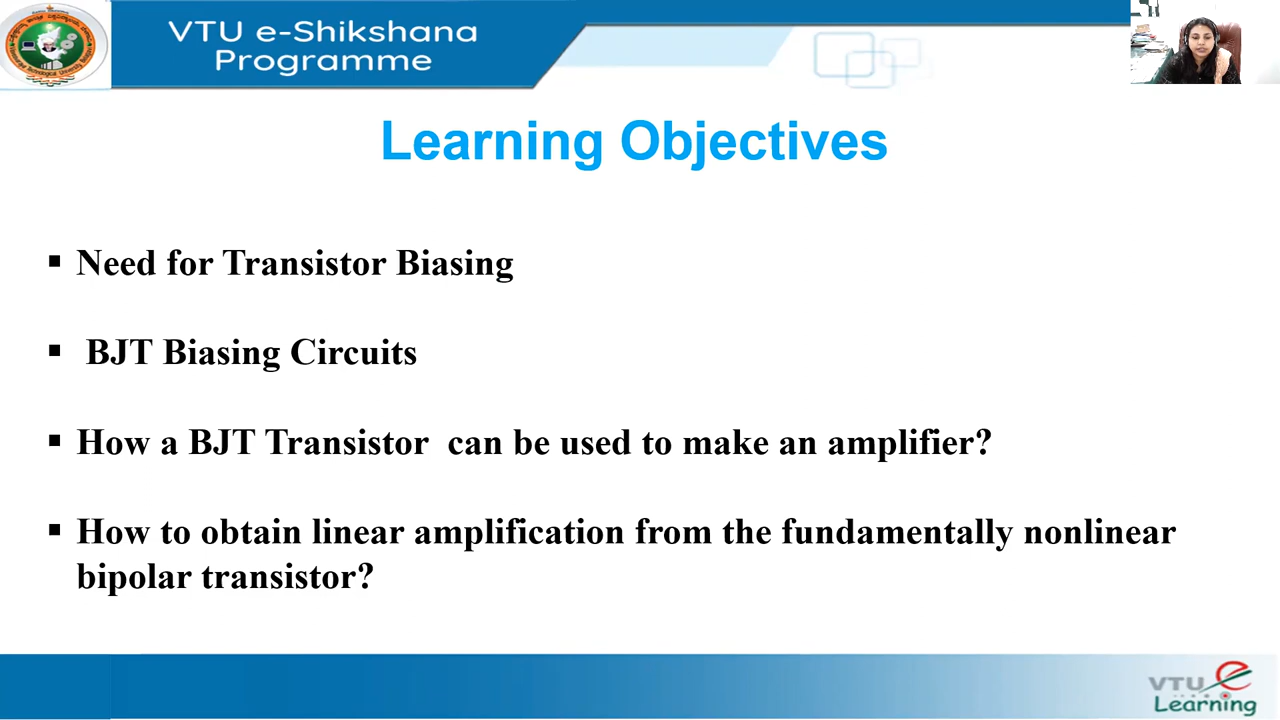 VTU e-Shikshana
Programme
Learning Objectives
▪ Need for Transistor Biasing
▪ BJT Biasing Circuits
▪ How a BJT Transistor can be used to make an amplifier?
▪ How to obtain linear amplification from the fundamentally nonlinear
bipolar transistor?
VTU e
Learning